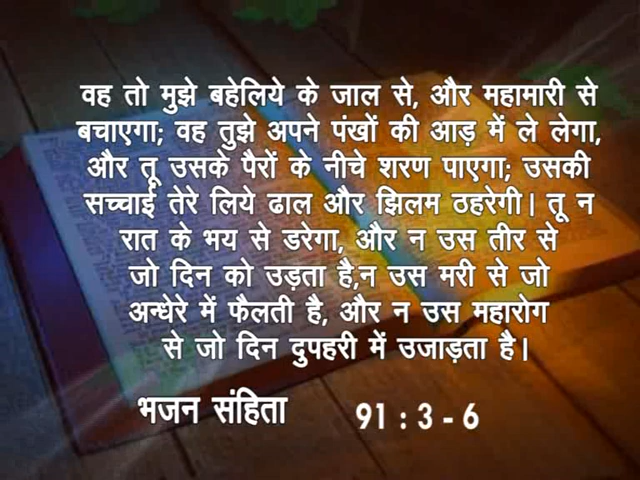 वह तो मुझे बहेलिये के जाल से, और महामारी से
बचाएगा; वह तुझे अपने पंखों की आड़ में ले लेगा,
और तू उसके पैरों के नीचे शरण पाएगा; उसकी
सच्चाई तेरे लिये ढाल और झिलम ठहरेगी। तू न
रात के भय से डरेगा, और न उस तीर से
जो दिन को उड़ता है,न उस मरी से जो
अन्धेरे में फैलती है, और न उस महारोग
से जो दिन दुपहरी में उजाड़ता है।
भजन संहिता 91 : 3 - 6